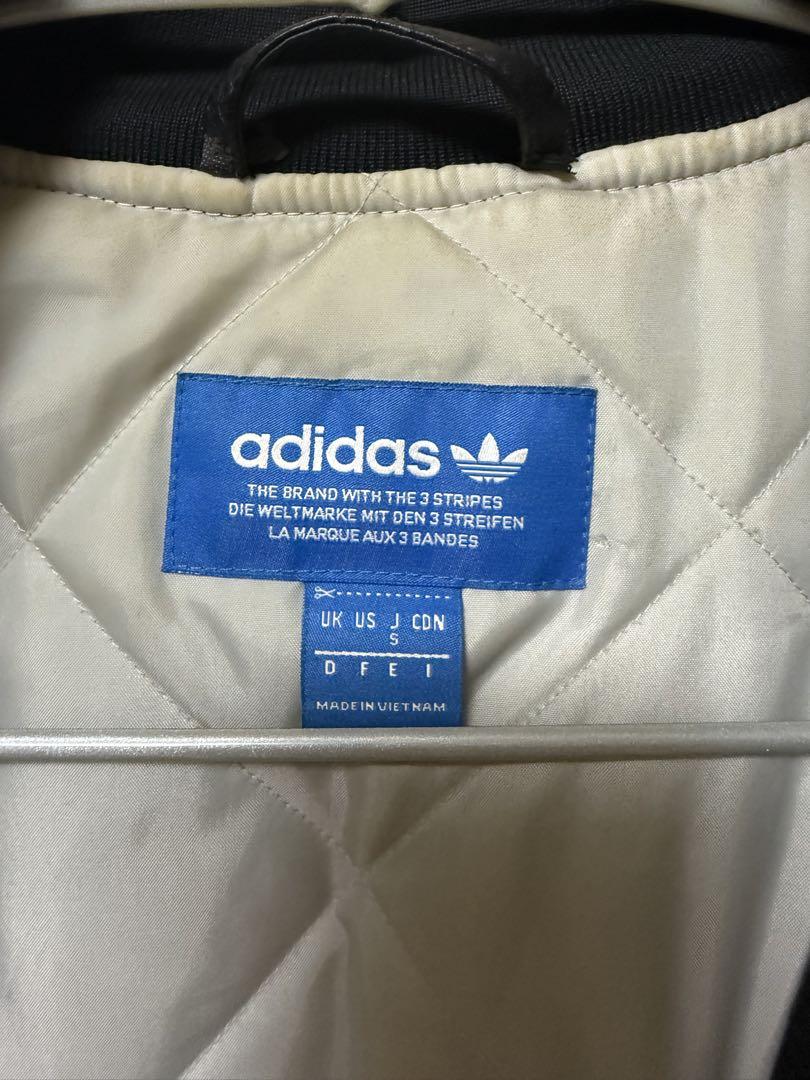 adidas
THE BRAND WITH THE 3 STRIPES
DIE WELTMARKE MIT DEN 3 STREIFEN
LA MARQUE AUX 3 BANDES
UK US J CDN
S
D F E I
MADE IN VIETNAM